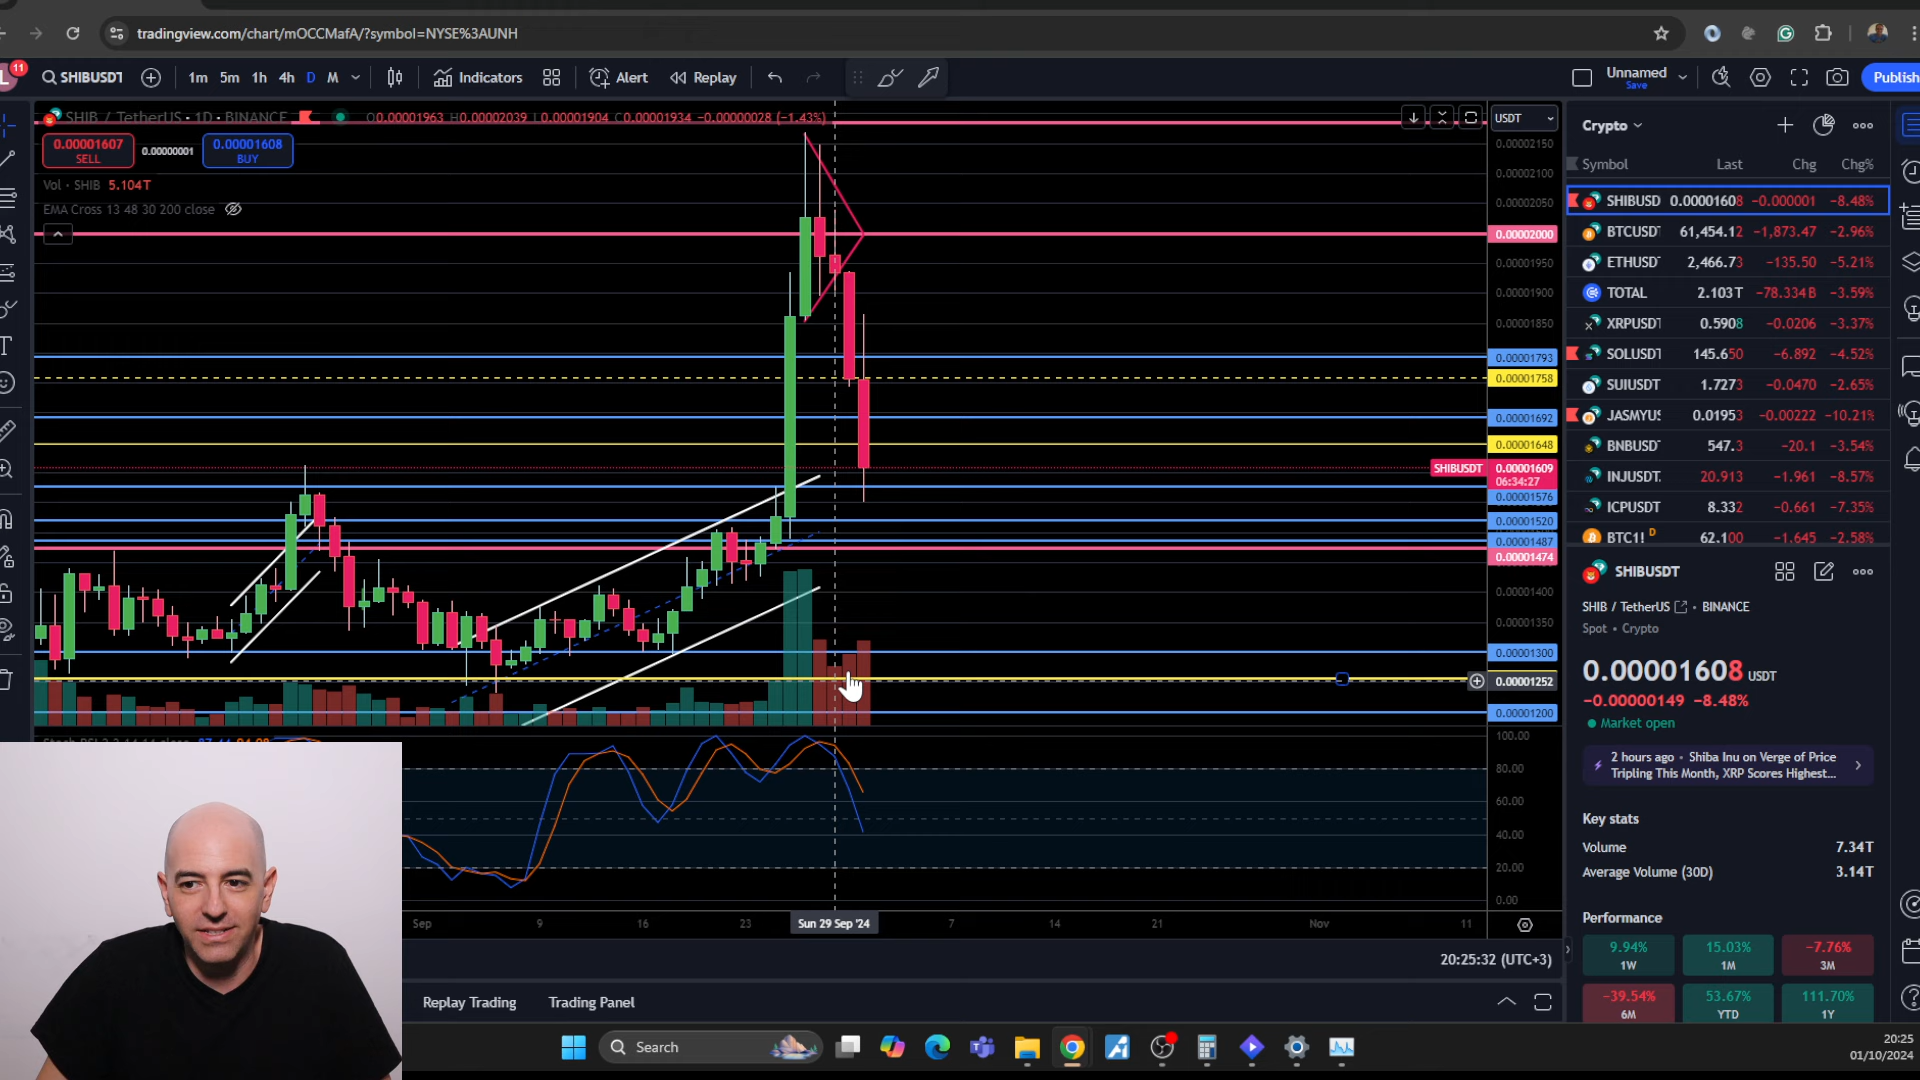 tradingview.com/chart/mOCCMafA/?symbol=NYSE%3AUNH
11
SHIBUSDT
1m 5m 1h 4h D M
Indicators
Alert
Replay
Unnamed
Save
Publish
SHIB / TetherUS · 1D · BINANCE
O0.00001963 H0.00002039 L0.00001904 C0.00001934 −0.00000028 (−1.43%)
0.00001607
SELL
0.00000001
0.00001608
BUY
Vol · SHIB 5.104T
EMA Cross 13 48 30 200 close
USDT
0.00002150
0.00002100
0.00002050
0.00002000
0.00001950
0.00001900
0.00001850
0.00001793
0.00001758
0.00001692
0.00001648
SHIBUSDT 0.00001609
06:34:27
0.00001576
0.00001520
0.00001487
0.00001474
0.00001400
0.00001350
0.00001300
0.00001252
0.00001200
100.00
80.00
60.00
40.00
20.00
0.00
Sep 9 16 23 Sun 29 Sep '24 7 14 21 Nov 11
20:25:32 (UTC+3)
Replay Trading
Trading Panel
Crypto
Symbol Last Chg Chg%
SHIBUSD 0.00001608 −0.000001 −8.48%
BTCUSD 61,454.12 −1,873.47 −2.96%
ETHUSD 2,466.73 −135.50 −5.21%
TOTAL 2.103T −78.334B −3.59%
XRPUSDT 0.5908 −0.0206 −3.37%
SOLUSDT 145.650 −6.892 −4.52%
SUIUSDT 1.7273 −0.0470 −2.65%
JASMYUS 0.01953 −0.00222 −10.21%
BNBUSD 547.3 −20.1 −3.54%
INJUSDT. 20.913 −1.961 −8.57%
ICPUSDT 8.332 −0.661 −7.35%
BTC1! D 62,100 −1,645 −2.58%
SHIBUSDT
SHIB / TetherUS · BINANCE
Spot · Crypto
0.00001608 USDT
−0.00000149 −8.48%
Market open
2 hours ago · Shiba Inu on Verge of Price
Tripling This Month, XRP Scores Highest...
Key stats
Volume 7.34T
Average Volume (30D) 3.14T
Performance
9.94%
1W
15.03%
1M
−7.76%
3M
−39.54%
6M
53.67%
YTD
111.70%
1Y
Search
20:25
01/10/2024